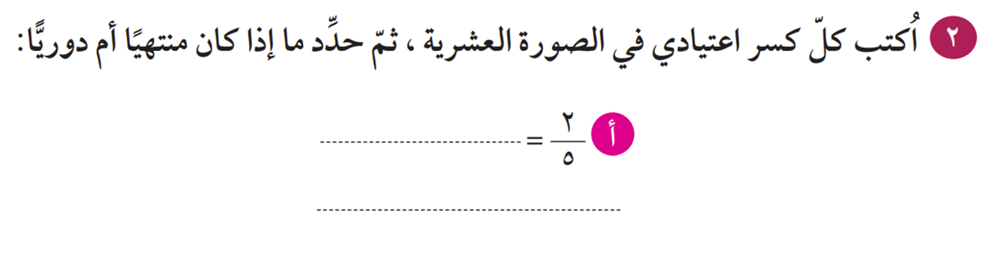 ٢ اُكتب كلّ كسر اعتيادي في الصورة العشرية ، ثمّ حدِّد ما إذا كان منتهيًا أم دوريًّا:
أ ٢/٥ = --------------------------------
------------------------------------------------